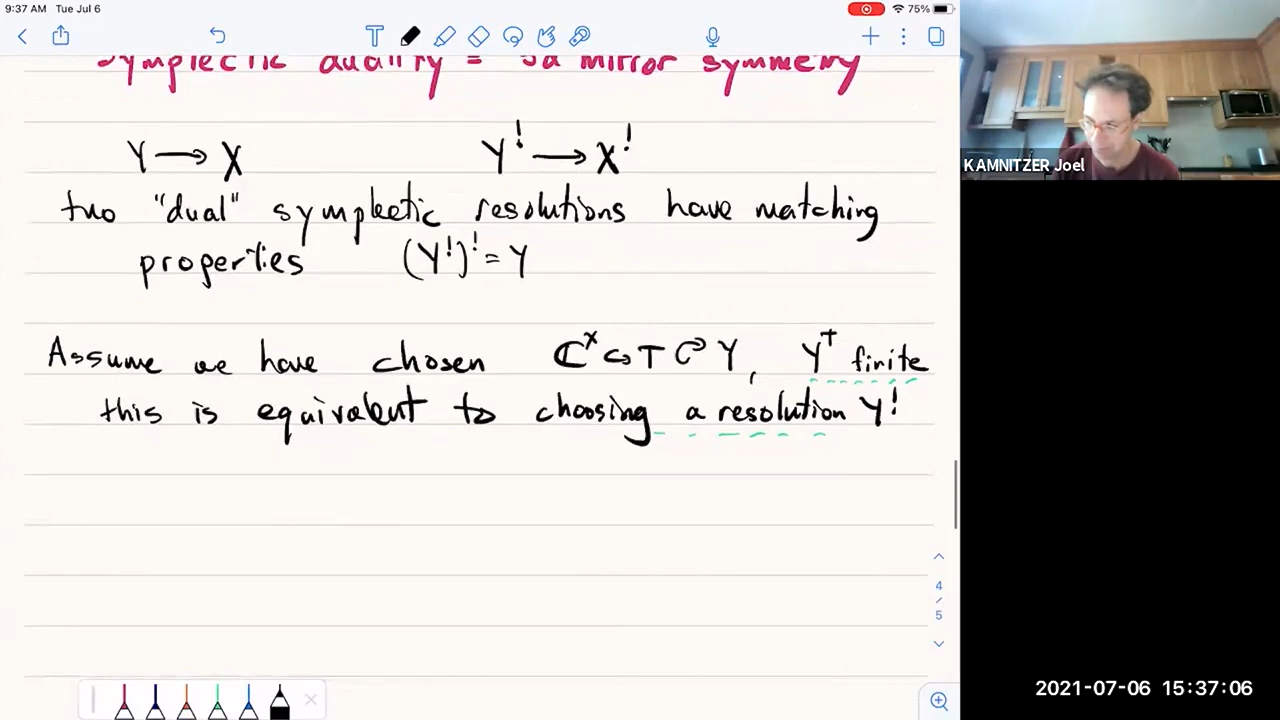 9:37 AM Tue Jul 6
75%
symplectic duality = 3d mirror symmetry
Y → X Y! → X!
two "dual" symplectic resolutions have matching
properties (Y!)! = Y
Assume we have chosen ℂ^× ↪ T ↻ Y, Y^T finite
this is equivalent to choosing a resolution Y!
4
/
5
KAMNITZER Joel
2021-07-06 15:37:06